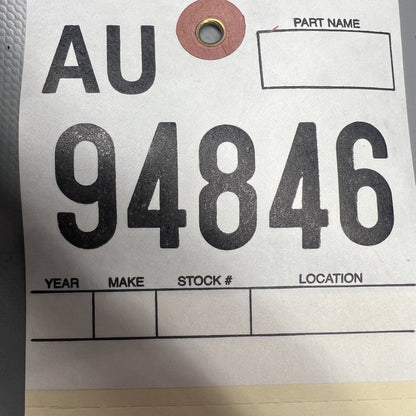 PART NAME
AU
94846
YEAR MAKE STOCK # LOCATION